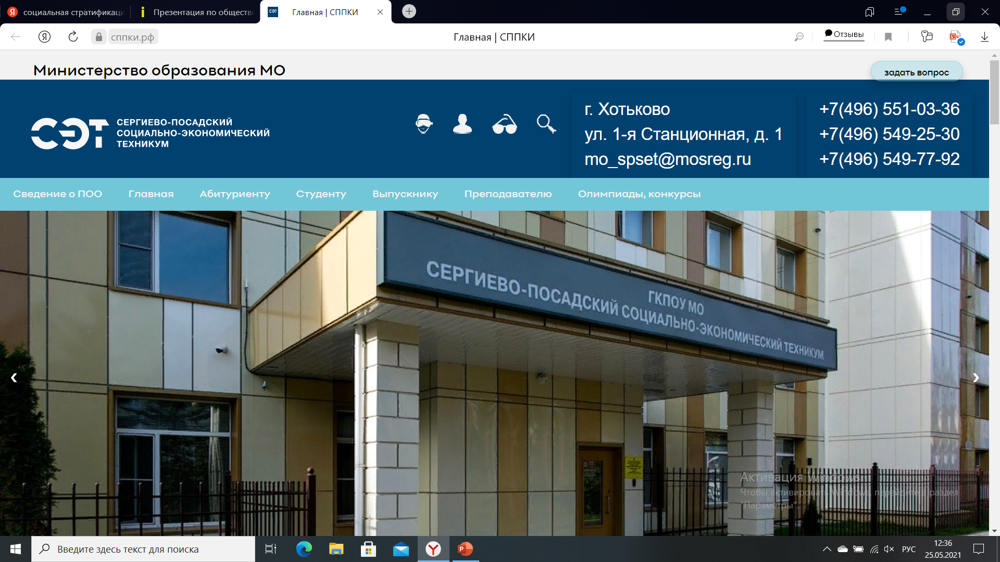 социальная стратификаци
Презентация по обществ
Главная | СППКИ
сппки.рф
Главная | СППКИ
Отзывы
Министерство образования МО
задать вопрос
СЭТ
СЕРГИЕВО-ПОСАДСКИЙ
СОЦИАЛЬНО-ЭКОНОМИЧЕСКИЙ
ТЕХНИКУМ
г. Хотьково
ул. 1-я Станционная, д. 1
mo_spset@mosreg.ru
+7(496) 551-03-36
+7(496) 549-25-30
+7(496) 549-77-92
Сведение о ПОО Главная Абитуриенту Студенту Выпускнику Преподавателю Олимпиады, конкурсы
ГКПОУ МО
СЕРГИЕВО-ПОСАДСКИЙ СОЦИАЛЬНО-ЭКОНОМИЧЕСКИЙ ТЕХНИКУМ
Активация Windows
Чтобы активировать Windows, перейдите в раздел
"Параметры".
Введите здесь текст для поиска
РУС
12:36
25.05.2021